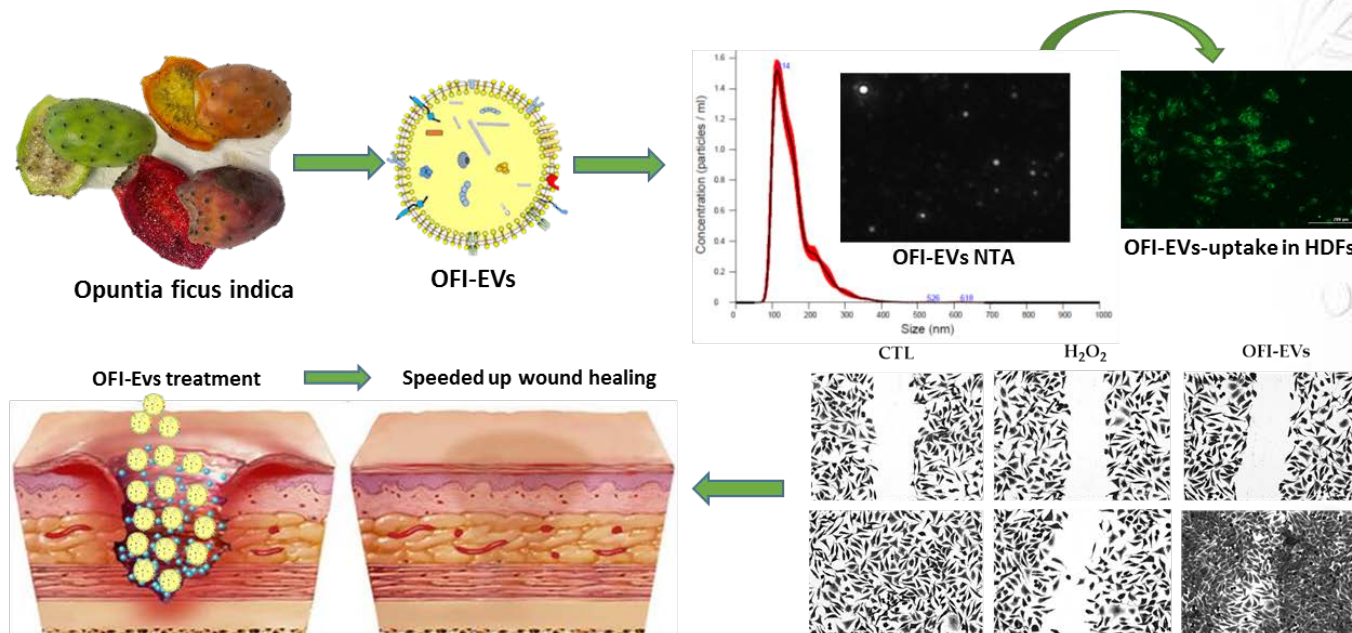 Opuntia ficus indica
OFI-EVs
Concentration (particles / ml)
1.6
1.4
1.2
1.0
0.8
0.6
0.4
0.2
0
14
526
618
0
100
200
300
400
500
600
700
800
900
1000
Size (nm)
OFI-EVs NTA
OFI-EVs-uptake in HDFs
OFI-Evs treatment
Speeded up wound healing
CTL
H₂O₂
OFI-EVs